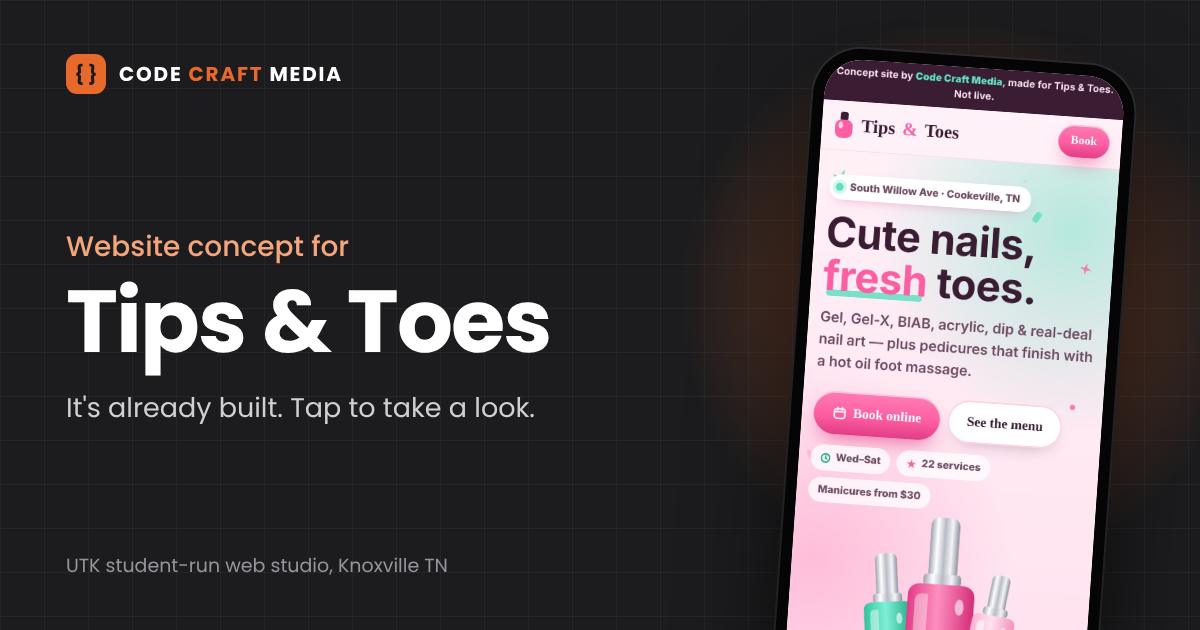 { } CODE CRAFT MEDIA
Website concept for
Tips & Toes
It's already built. Tap to take a look.
UTK student-run web studio, Knoxville TN
Concept site by Code Craft Media, made for Tips & Toes.
Not live.
Tips & Toes
Book
South Willow Ave · Cookeville, TN
Cute nails,
fresh toes.
Gel, Gel-X, BIAB, acrylic, dip & real-deal
nail art — plus pedicures that finish with
a hot oil foot massage.
Book online
See the menu
Wed–Sat
22 services
Manicures from $30